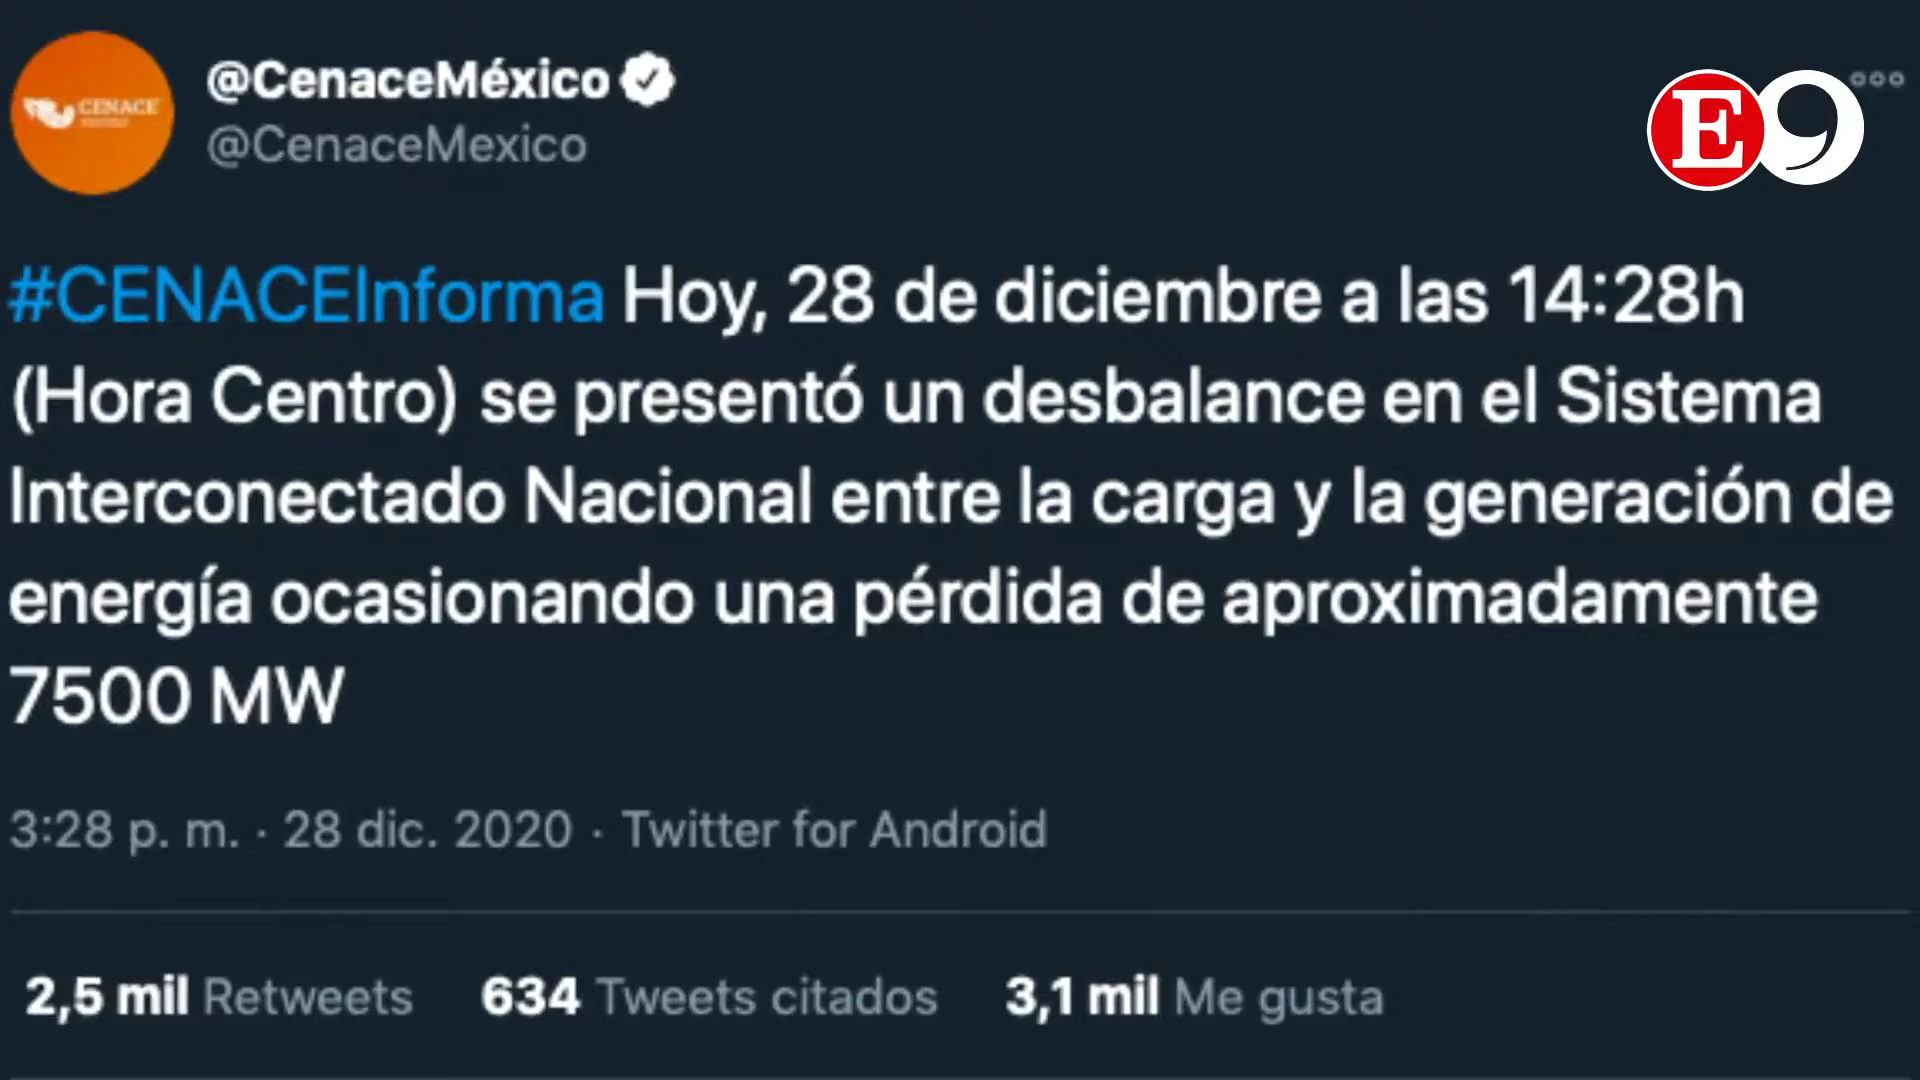 @CenaceMéxico
@CenaceMexico
CENACE
E9
#CENACEInforma Hoy, 28 de diciembre a las 14:28h
(Hora Centro) se presentó un desbalance en el Sistema
Interconectado Nacional entre la carga y la generación de
energía ocasionando una pérdida de aproximadamente
7500 MW
3:28 p. m. · 28 dic. 2020 · Twitter for Android
2,5 mil Retweets 634 Tweets citados 3,1 mil Me gusta